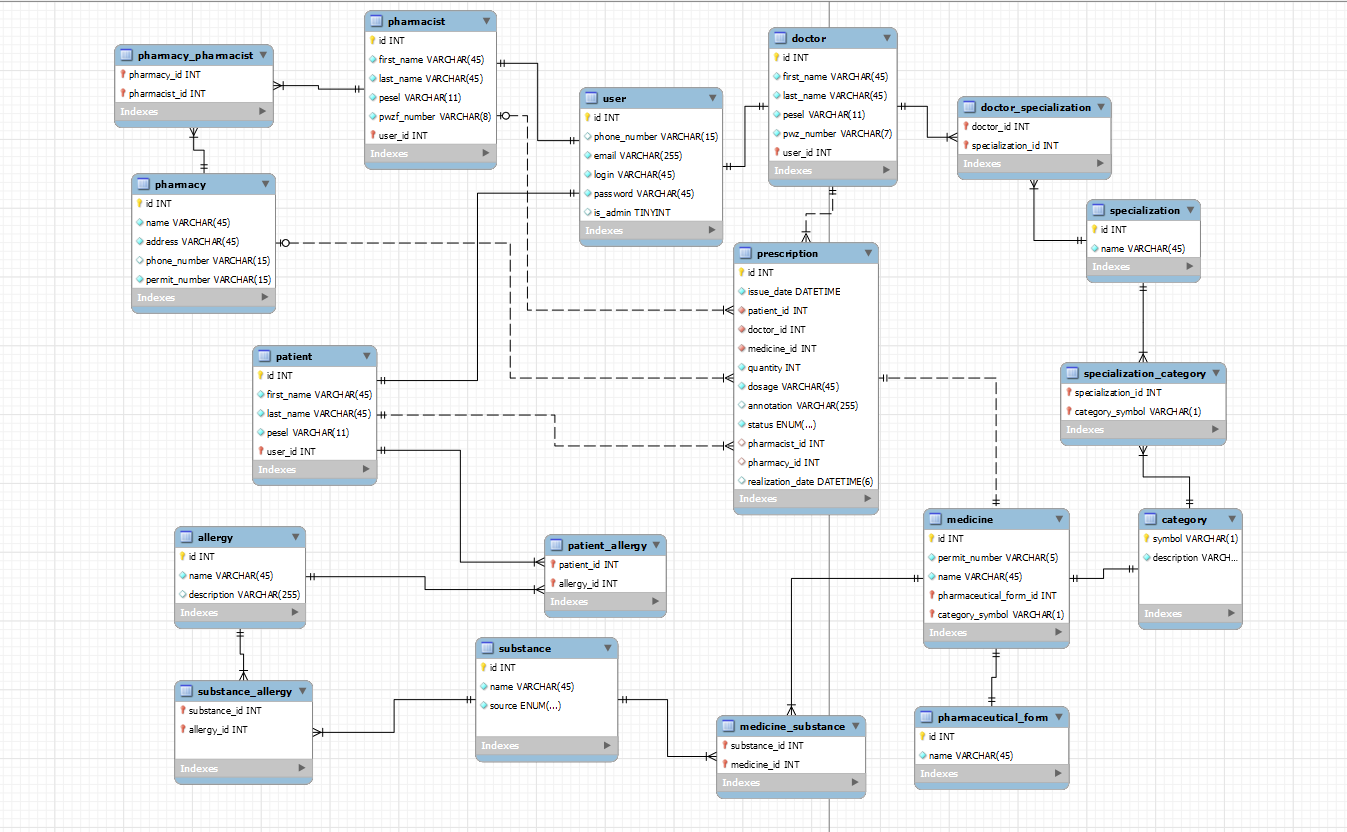 pharmacist
id INT
first_name VARCHAR(45)
last_name VARCHAR(45)
pesel VARCHAR(11)
pwzf_number VARCHAR(8)
user_id INT
Indexes
pharmacy_pharmacist
pharmacy_id INT
pharmacist_id INT
Indexes
doctor
id INT
first_name VARCHAR(45)
last_name VARCHAR(45)
pesel VARCHAR(11)
pwz_number VARCHAR(7)
user_id INT
Indexes
user
id INT
phone_number VARCHAR(15)
email VARCHAR(255)
login VARCHAR(45)
password VARCHAR(45)
is_admin TINYINT
Indexes
doctor_specialization
doctor_id INT
specialization_id INT
Indexes
pharmacy
id INT
name VARCHAR(45)
address VARCHAR(45)
phone_number VARCHAR(15)
permit_number VARCHAR(15)
Indexes
specialization
id INT
name VARCHAR(45)
Indexes
prescription
id INT
issue_date DATETIME
patient_id INT
doctor_id INT
medicine_id INT
quantity INT
dosage VARCHAR(45)
annotation VARCHAR(255)
status ENUM(...)
pharmacist_id INT
pharmacy_id INT
realization_date DATETIME(6)
Indexes
patient
id INT
first_name VARCHAR(45)
last_name VARCHAR(45)
pesel VARCHAR(11)
user_id INT
Indexes
specialization_category
specialization_id INT
category_symbol VARCHAR(1)
Indexes
medicine
id INT
permit_number VARCHAR(5)
name VARCHAR(45)
pharmaceutical_form_id INT
category_symbol VARCHAR(1)
Indexes
category
symbol VARCHAR(1)
description VARCH...
Indexes
allergy
id INT
name VARCHAR(45)
description VARCHAR(255)
Indexes
patient_allergy
patient_id INT
allergy_id INT
Indexes
substance
id INT
name VARCHAR(45)
source ENUM(...)
Indexes
substance_allergy
substance_id INT
allergy_id INT
Indexes
medicine_substance
substance_id INT
medicine_id INT
Indexes
pharmaceutical_form
id INT
name VARCHAR(45)
Indexes